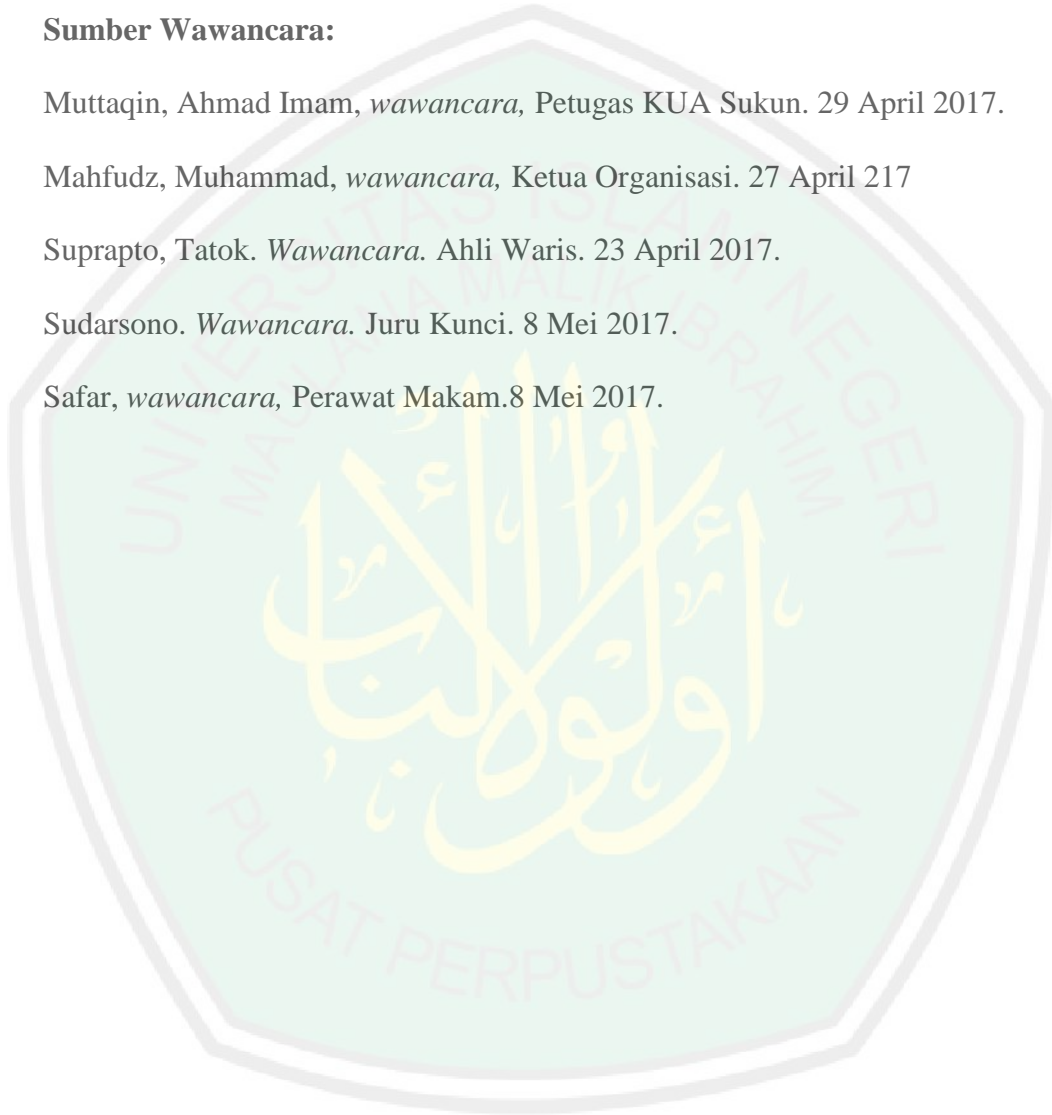 Sumber Wawancara:
Muttaqin, Ahmad Imam, wawancara, Petugas KUA Sukun. 29 April 2017.
Mahfudz, Muhammad, wawancara, Ketua Organisasi. 27 April 217
Suprapto, Tatok. Wawancara. Ahli Waris. 23 April 2017.
Sudarsono. Wawancara. Juru Kunci. 8 Mei 2017.
Safar, wawancara, Perawat Makam.8 Mei 2017.
UNIVERSITAS ISLAM NEGERI
MAULANA MALIK IBRAHIM
أولو الألباب
PUSAT PERPUSTAKAAN